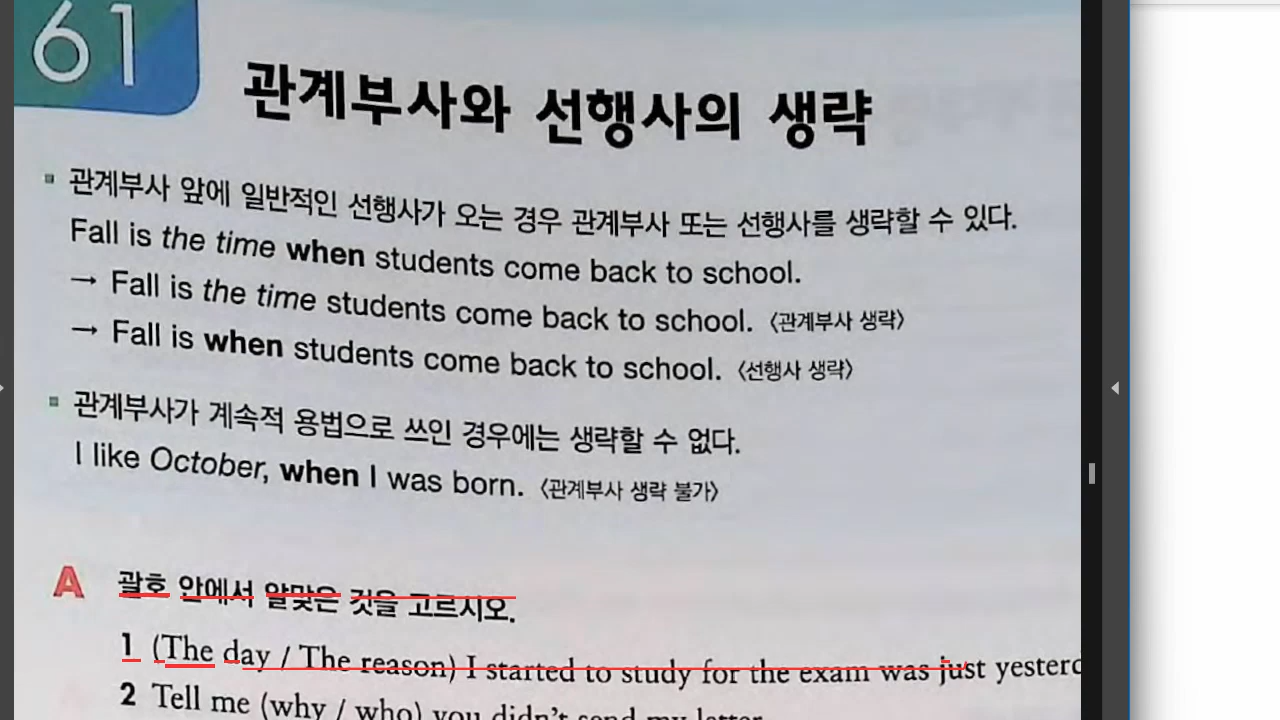 61
관계부사와 선행사의 생략
관계부사 앞에 일반적인 선행사가 오는 경우 관계부사 또는 선행사를 생략할 수 있다.
Fall is the time when students come back to school.
→ Fall is the time students come back to school. 〈관계부사 생략〉
→ Fall is when students come back to school. 〈선행사 생략〉
관계부사가 계속적 용법으로 쓰인 경우에는 생략할 수 없다.
I like October, when I was born. 〈관계부사 생략 불가〉
A 괄호 안에서 알맞은 것을 고르시오.
1 (The day / The reason) I started to study for the exam was just yesterd
2 Tell me (why / who) you didn't send my letter.